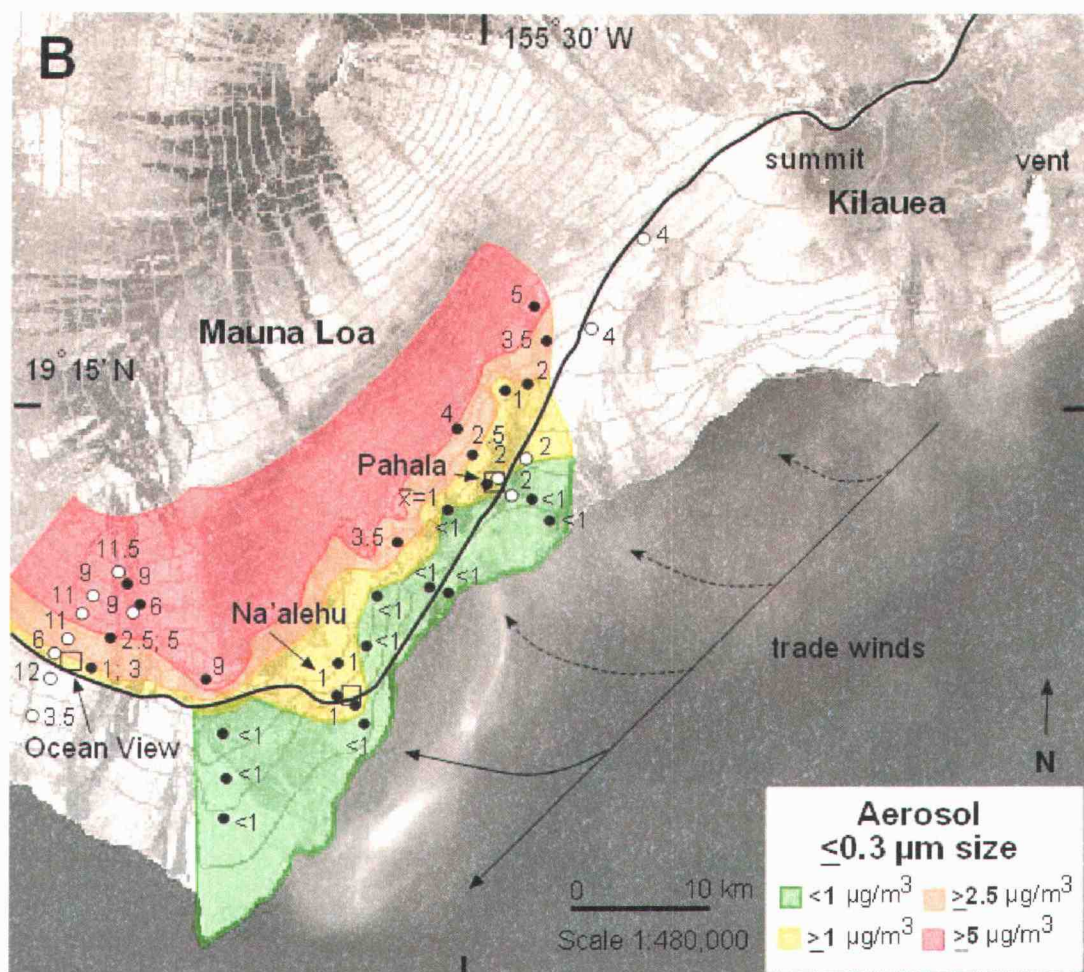 B
155°30' W
summit
vent
Kilauea
4
5
4
Mauna Loa
3.5
19°15' N
2
1
4
2.5
2
2
Pahala
2
x̄=1
<1
<1
<1
3.5
11.5
9
9
<1
<1
11
9
6
Na'alehu
<1
11
2.5, 5
<1
6
1, 3
9
1
1
trade winds
12
3.5
1
<1
Ocean View
<1
<1
<1
N
Aerosol
≤0.3 µm size
<1 µg/m³
≥2.5 µg/m³
≥1 µg/m³
≥5 µg/m³
0
10 km
Scale 1:480,000